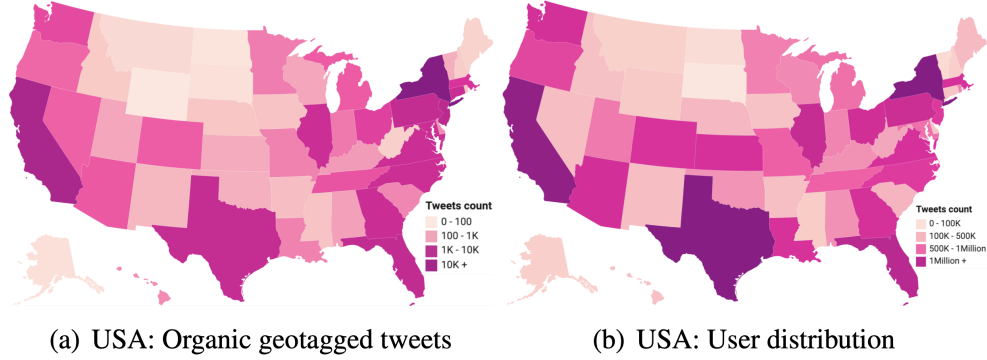 Tweets count
0 - 100
100 - 1K
1K - 10K
10K +
Tweets count
0 - 100K
100K - 500K
500K - 1Million
1Million +
(a) USA: Organic geotagged tweets
(b) USA: User distribution